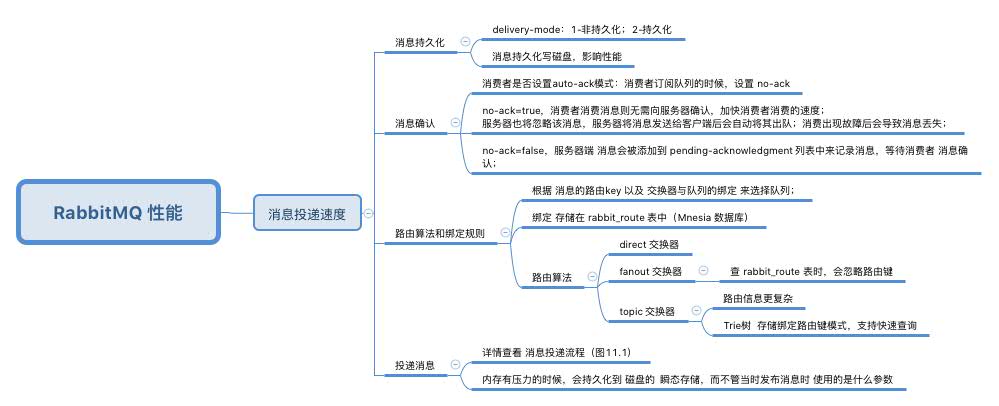 RabbitMQ 性能
消息投递速度
消息持久化
delivery-mode：1-非持久化；2-持久化
消息持久化写磁盘，影响性能
消息确认
消费者是否设置auto-ack模式：消费者订阅队列的时候，设置 no-ack
no-ack=true，消费者消费消息则无需向服务器确认，加快消费者消费的速度；
服务器也将忽略该消息，服务器将消息发送给客户端后会自动将其出队；消费出现故障后会导致消息丢失；
no-ack=false，服务器端 消息会被添加到 pending-acknowledgment 列表中来记录消息，等待消费者 消息确
认；
路由算法和绑定规则
根据 消息的路由key 以及 交换器与队列的绑定 来选择队列；
绑定 存储在 rabbit_route 表中（Mnesia 数据库）
路由算法
direct 交换器
fanout 交换器
查 rabbit_route 表时，会忽略路由键
topic 交换器
路由信息更复杂
Trie树 存储绑定路由键模式，支持快速查询
投递消息
详情查看 消息投递流程（图11.1）
内存有压力的时候，会持久化到 磁盘的 瞬态存储，而不管当时发布消息时 使用的是什么参数